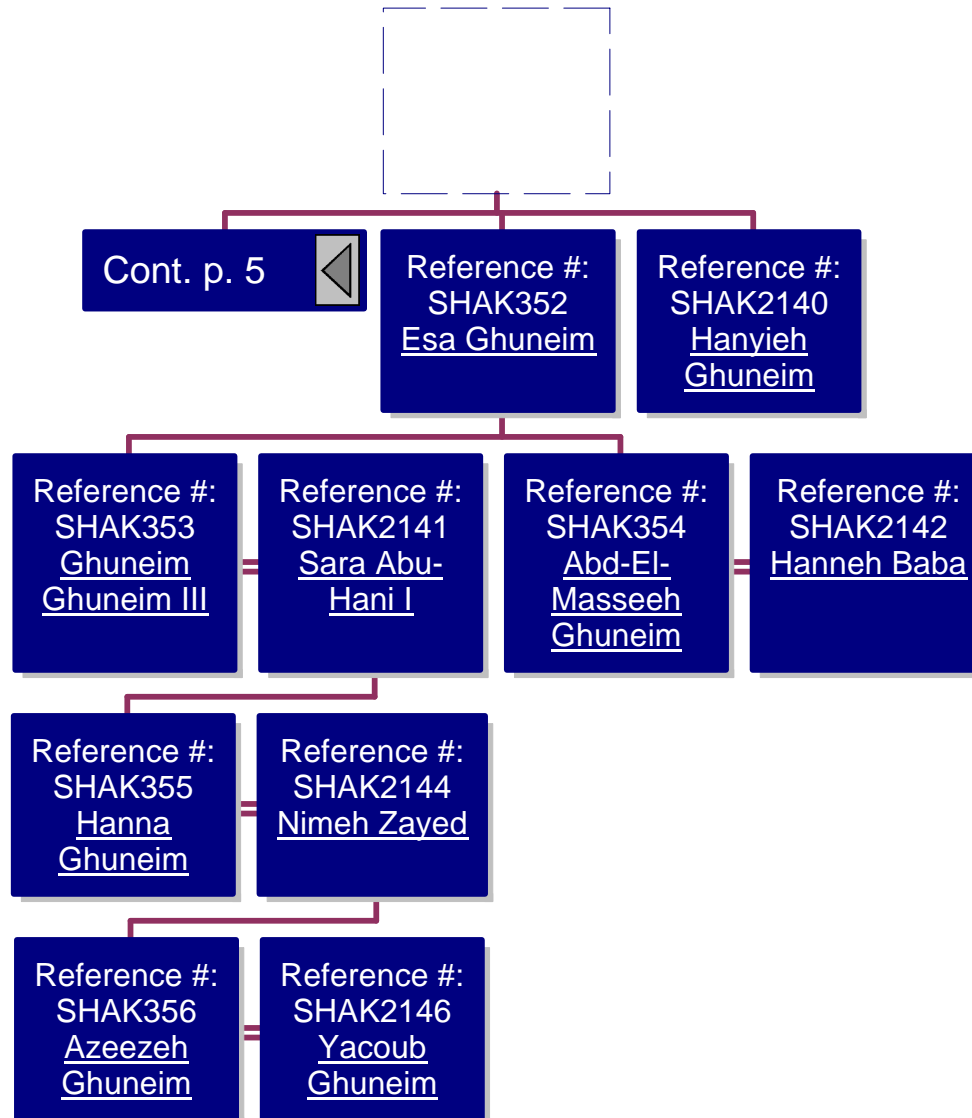 Cont. p. 5
Reference #:
SHAK352
Esa Ghuneim
Reference #:
SHAK2140
Hanyieh
Ghuneim
Reference #:
SHAK353
Ghuneim
Ghuneim III
Reference #:
SHAK2141
Sara Abu-
Hani I
Reference #:
SHAK354
Abd-El-
Masseeh
Ghuneim
Reference #:
SHAK2142
Hanneh Baba
Reference #:
SHAK355
Hanna
Ghuneim
Reference #:
SHAK2144
Nimeh Zayed
Reference #:
SHAK356
Azeezeh
Ghuneim
Reference #:
SHAK2146
Yacoub
Ghuneim